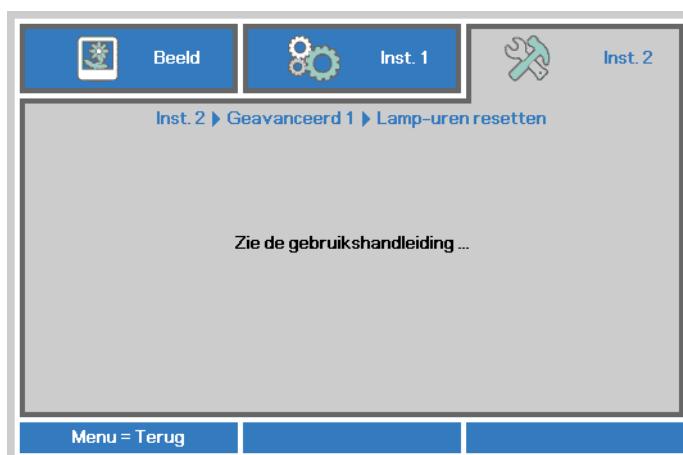 Beeld
Inst. 1
Inst. 2
Inst. 2 ▶ Geavanceerd 1 ▶ Lamp-uren resetten
Zie de gebruikshandleiding ...
Menu = Terug